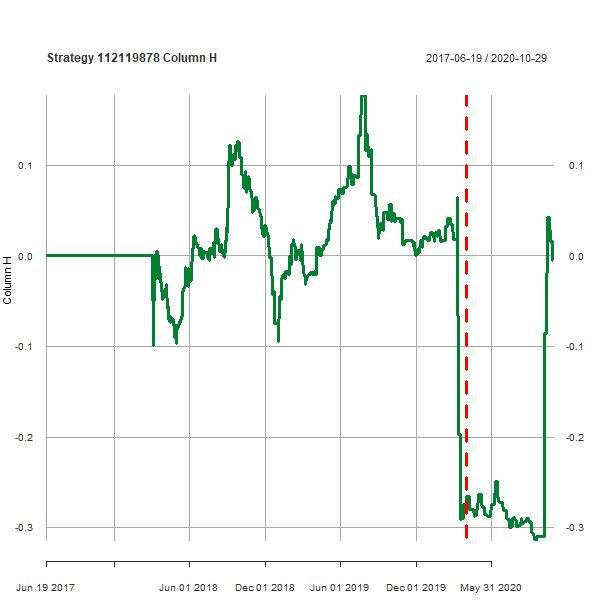 Strategy 112119878 Column H
2017-06-19 / 2020-10-29
0.1
0.1
0.0
0.0
-0.1
-0.1
-0.2
-0.2
-0.3
-0.3
Column H
Jun 19 2017
Jun 01 2018
Dec 01 2018
Jun 01 2019
Dec 01 2019
May 31 2020